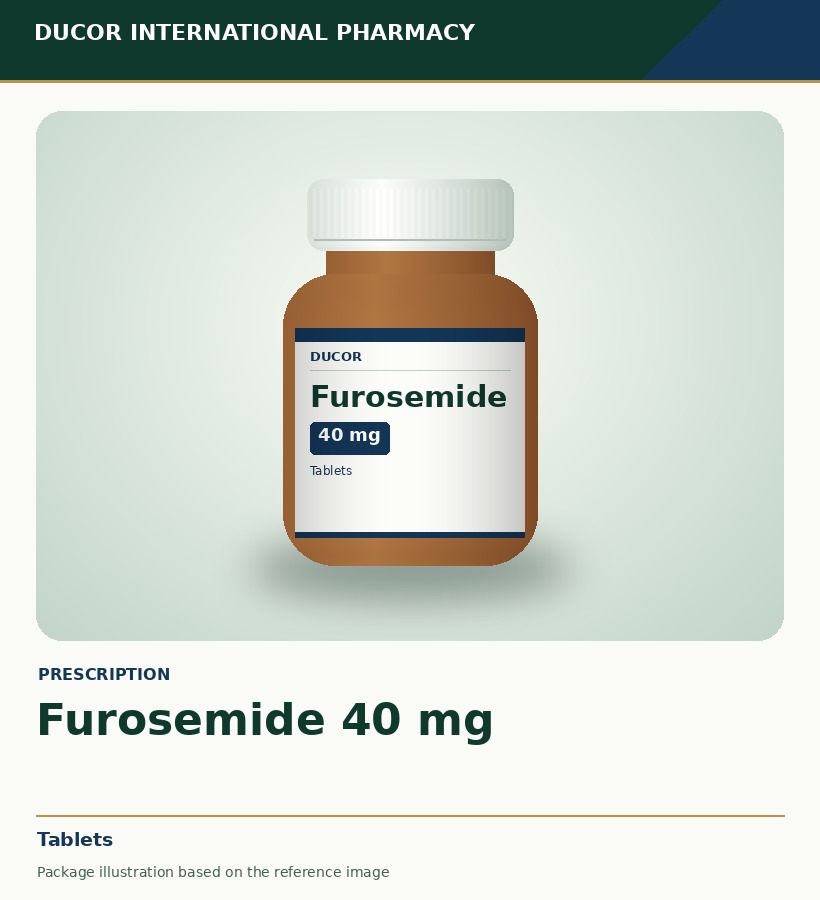 DUCOR INTERNATIONAL PHARMACY
DUCOR
Furosemide
40 mg
Tablets
PRESCRIPTION
Furosemide 40 mg
Tablets
Package illustration based on the reference image